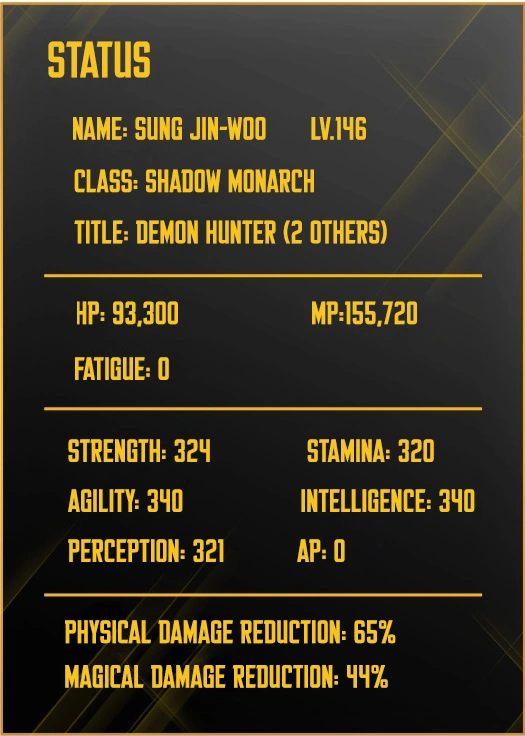 STATUS
NAME: SUNG JIN-WOO LV.146
CLASS: SHADOW MONARCH
TITLE: DEMON HUNTER (2 OTHERS)
HP: 93,300 MP:155,720
FATIGUE: 0
STRENGTH: 324 STAMINA: 320
AGILITY: 340 INTELLIGENCE: 340
PERCEPTION: 321 AP: 0
PHYSICAL DAMAGE REDUCTION: 65%
MAGICAL DAMAGE REDUCTION: 44%